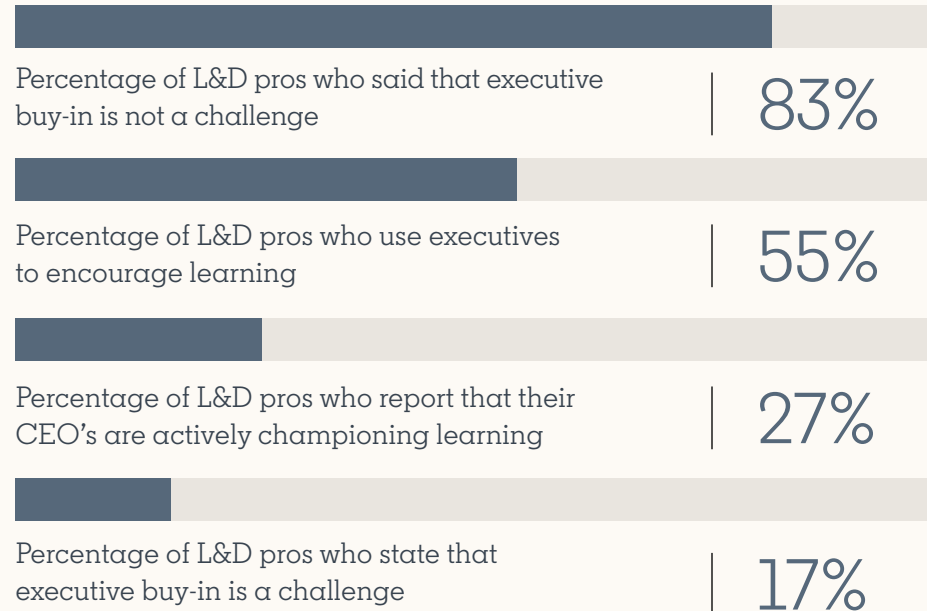 Percentage of L&D pros who said that executive
buy-in is not a challenge
83%
Percentage of L&D pros who use executives
to encourage learning
55%
Percentage of L&D pros who report that their
CEO’s are actively championing learning
27%
Percentage of L&D pros who state that
executive buy-in is a challenge
17%